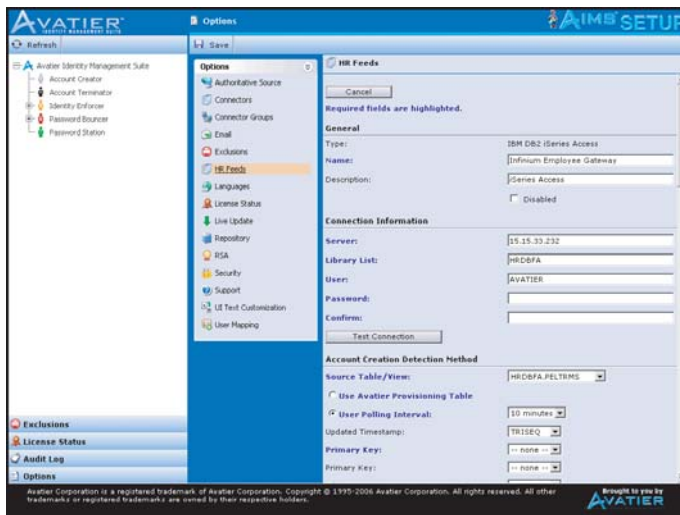 AVATIER
IDENTITY MANAGEMENT SUITE
Options
AIMS SETUP
Refresh
Save
Avatier Identity Management Suite
Account Creator
Account Terminator
Identity Enforcer
Password Bouncer
Password Station
Exclusions
License Status
Audit Log
Options
Options
Authoritative Source
Connectors
Connector Groups
Email
Exclusions
HR Feeds
Languages
License Status
Live Update
Repository
RSA
Security
Support
UI Text Customization
User Mapping
HR Feeds
Cancel
Required fields are highlighted.
General
Type: IBM DB2 iSeries Access
Name: Infinium Employee Gateway
Description: iSeries Access
Disabled
Connection Information
Server: 15.15.33.232
Library List: HRDBFA
User: AVATIER
Password:
Confirm:
Test Connection
Account Creation Detection Method
Source Table/View: HRDBFA.PELTRMS
Use Avatier Provisioning Table
User Polling Interval: 10 minutes
Updated Timestamp: TRISEQ
Primary Key: -- none --
Primary Key: -- none --
Avatier Corporation is a registered trademark of Avatier Corporation. Copyright © 1995-2006 Avatier Corporation. All rights reserved. All other
trademarks or registered trademarks are owned by their respective holders.
Brought to you by
AVATIER